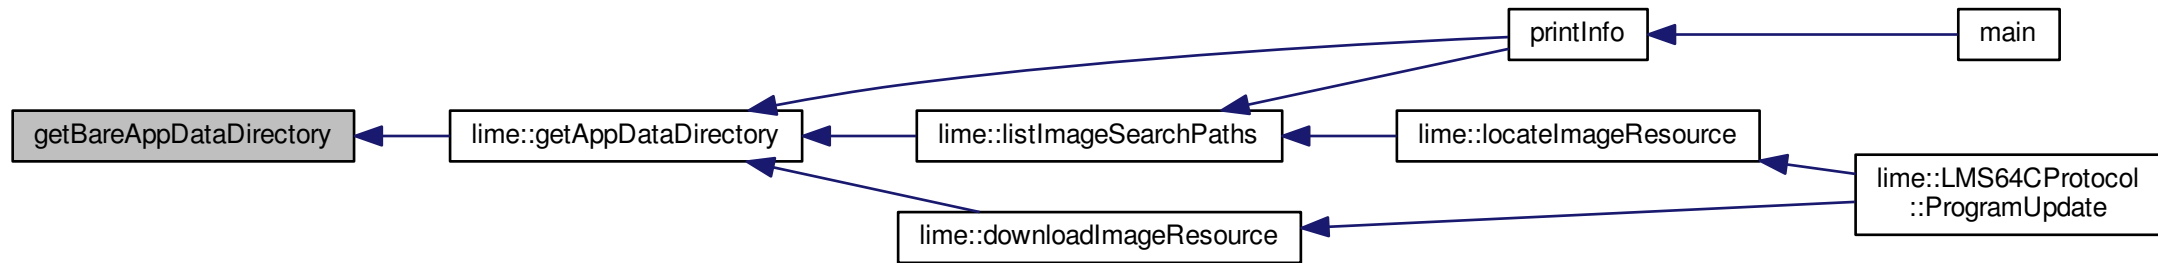 printInfo
main
getBareAppDataDirectory
lime::getAppDataDirectory
lime::listImageSearchPaths
lime::locateImageResource
lime::LMS64CProtocol
::ProgramUpdate
lime::downloadImageResource